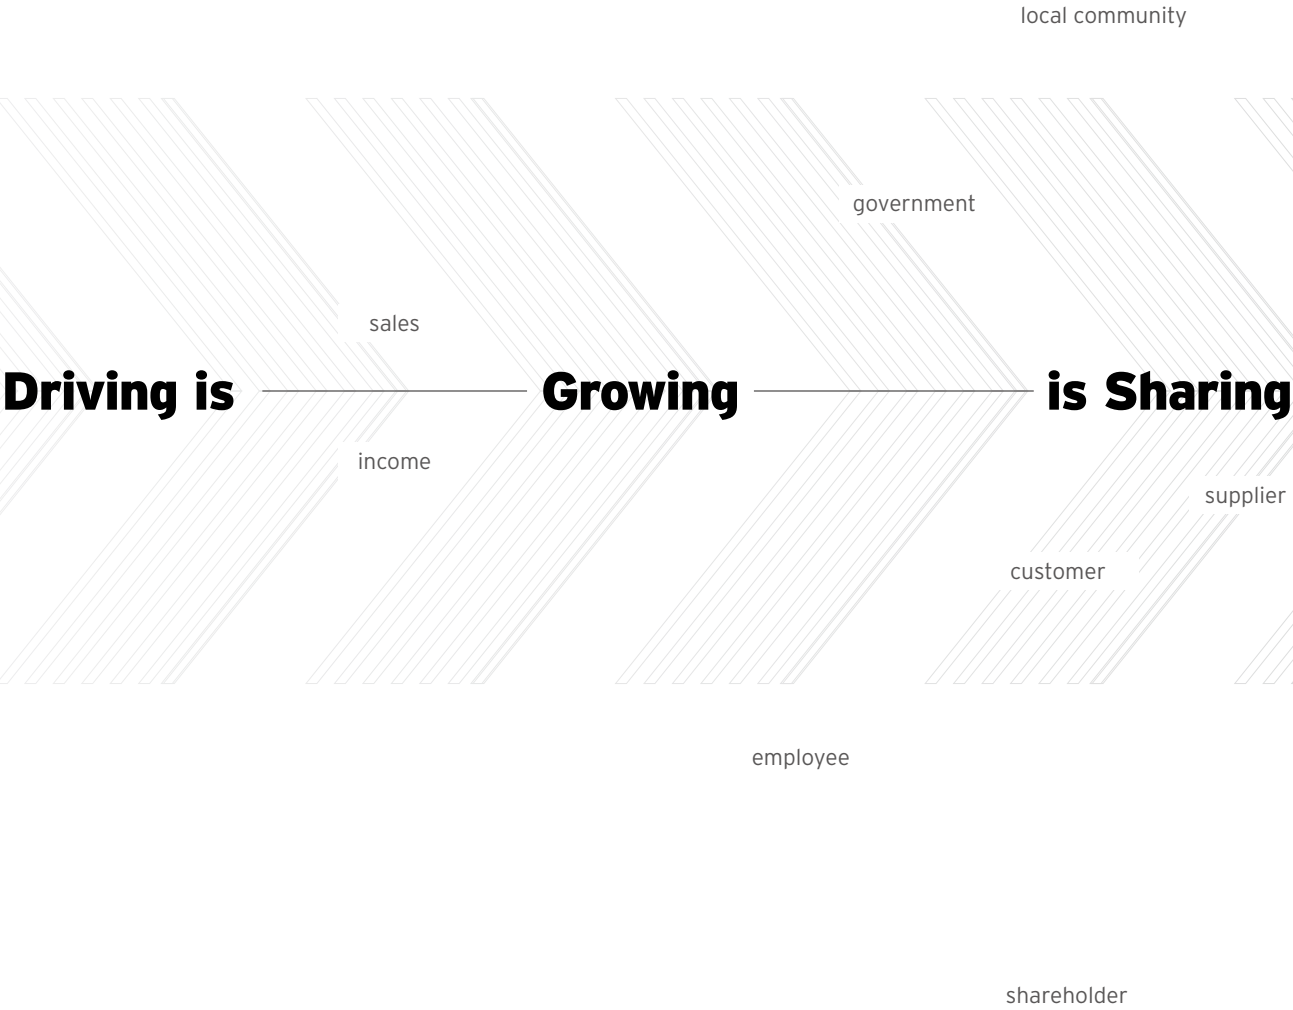 local community
government
sales
Driving is Growing is Sharing
income
supplier
customer
employee
shareholder